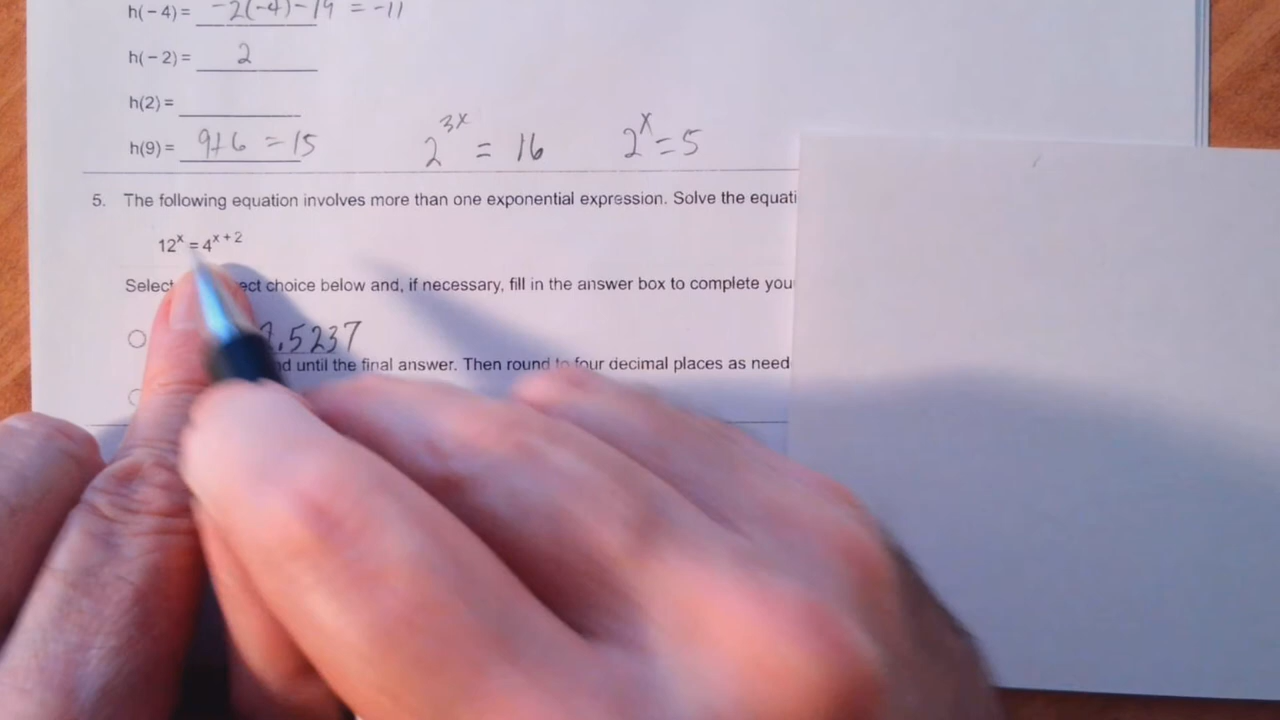 h(-4) = -2(-4)-19 = -11
h(-2) = 2
h(2) =
h(9) = 9+6 = 15
2^{3x} = 16 2^x = 5
5. The following equation involves more than one exponential expression. Solve the equati
12^x = 4^{x+2}
Select ect choice below and, if necessary, fill in the answer box to complete you
.5237
until the final answer. Then round to four decimal places as need